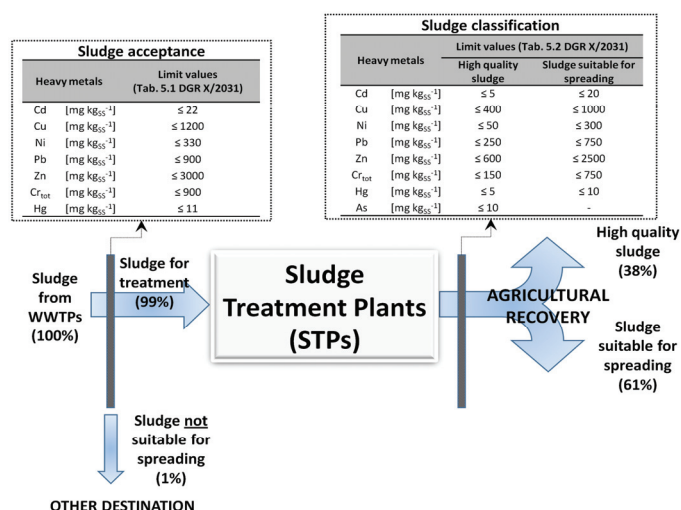 Sludge acceptance
Heavy metals Limit values
(Tab. 5.1 DGR X/2031)
Cd [mg kgSS-1] ≤ 22
Cu [mg kgSS-1] ≤ 1200
Ni [mg kgSS-1] ≤ 330
Pb [mg kgSS-1] ≤ 900
Zn [mg kgSS-1] ≤ 3000
Crtot [mg kgSS-1] ≤ 900
Hg [mg kgSS-1] ≤ 11
Sludge classification
Heavy metals Limit values (Tab. 5.2 DGR X/2031)
High quality sludge
Sludge suitable for spreading
Cd [mg kgSS-1] ≤ 5 ≤ 20
Cu [mg kgSS-1] ≤ 400 ≤ 1000
Ni [mg kgSS-1] ≤ 50 ≤ 300
Pb [mg kgSS-1] ≤ 250 ≤ 750
Zn [mg kgSS-1] ≤ 600 ≤ 2500
Crtot [mg kgSS-1] ≤ 150 ≤ 750
Hg [mg kgSS-1] ≤ 5 ≤ 10
As [mg kgSS-1] ≤ 10 -
Sludge
from
WWTPs
(100%)
Sludge for
treatment
(99%)
Sludge
Treatment Plants
(STPs)
AGRICULTURAL
RECOVERY
High quality
sludge
(38%)
Sludge
suitable for
spreading
(61%)
Sludge not
suitable for
spreading
(1%)
OTHER DESTINATION